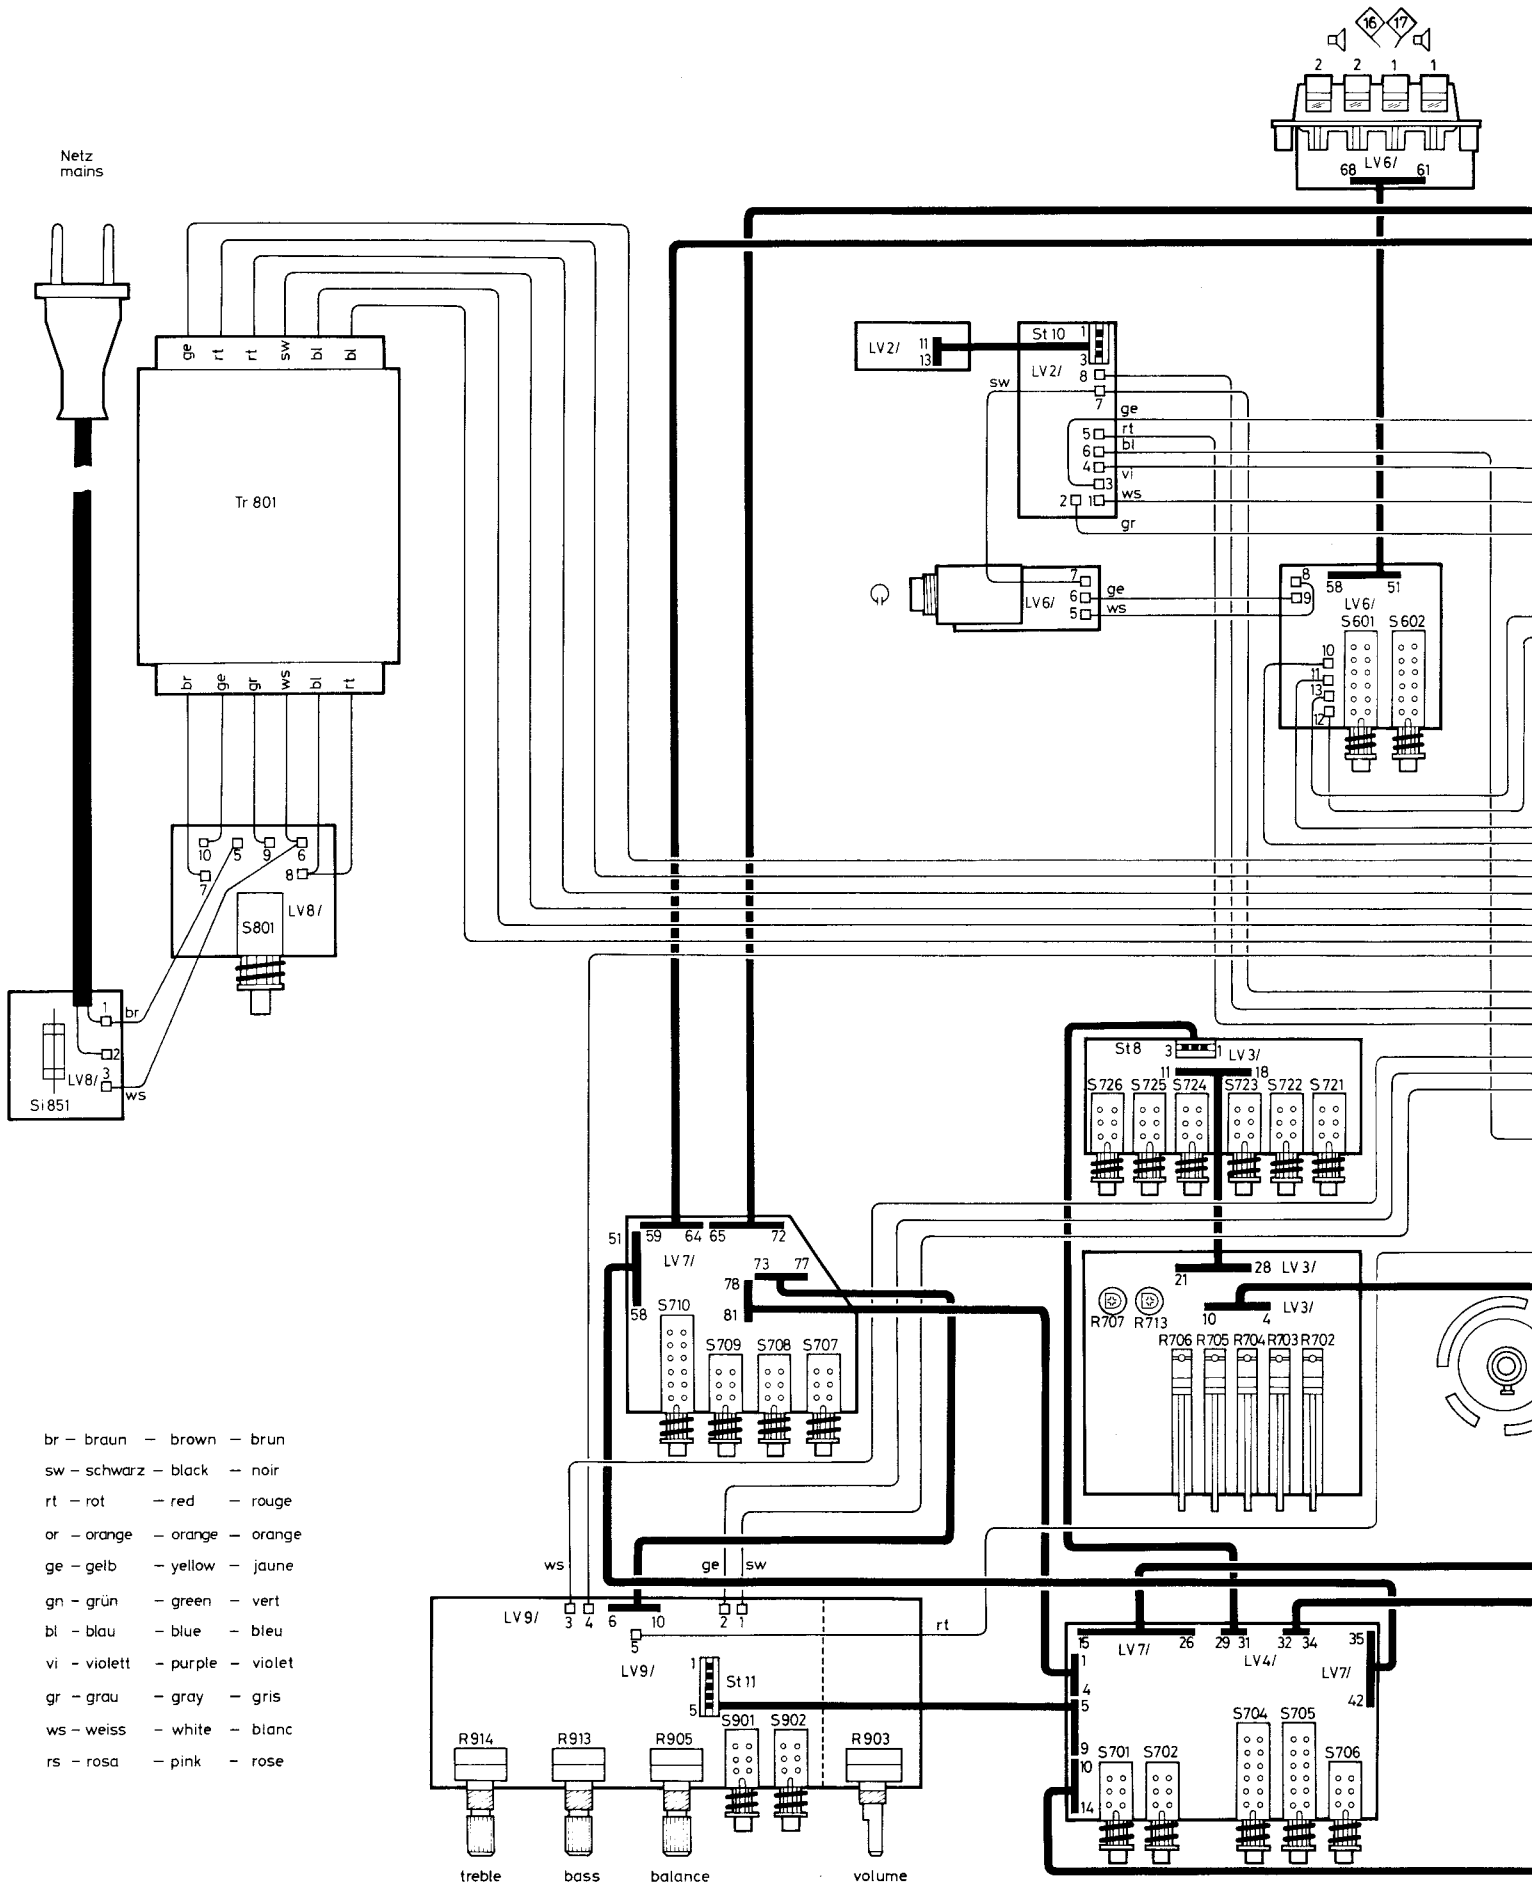 16 17
2 2 1 1
LV6/
68 61
Netz
mains
ge rt rt sw bl bl
Tr 801
br ge gr ws bl rt
10 5 9 6
7 8
LV8/
S801
1 br
2
LV8/ 3
ws
Si851
LV2/ 11
13
St 10 1
3
LV2/ 8
sw
7
ge
5 rt
6 bl
4
vi
3
2 1 ws
gr
7
LV6/ 6 ge
5 ws
8 58 51
9 LV6/
S601 S602
10
11
13
12
St8 3 1 LV3/
11 18
S726 S725 S724 S723 S722 S721
51 59 64 65 72
LV7/ 73 77
78
58 81
S710
S709 S708 S707
21 28 LV3/
10 4 LV3/
R707 R713
R706 R705 R704 R703 R702
br – braun – brown – brun
sw – schwarz – black – noir
rt – rot – red – rouge
or – orange – orange – orange
ge – gelb – yellow – jaune
gn – grün – green – vert
bl – blau – blue – bleu
vi – violett – purple – violet
gr – grau – gray – gris
ws – weiss – white – blanc
rs – rosa – pink – rose
ws ge sw
LV9/ 3 4 6 10 2 1
5 rt
LV9/ 1
St 11
5
S901 S902
R914 R913 R905 R903
treble bass balance volume
15 26 29 31 32 34 35
LV7/ LV4/ LV7/
1
4
5
42
9
10
14
S704 S705
S701 S702 S706